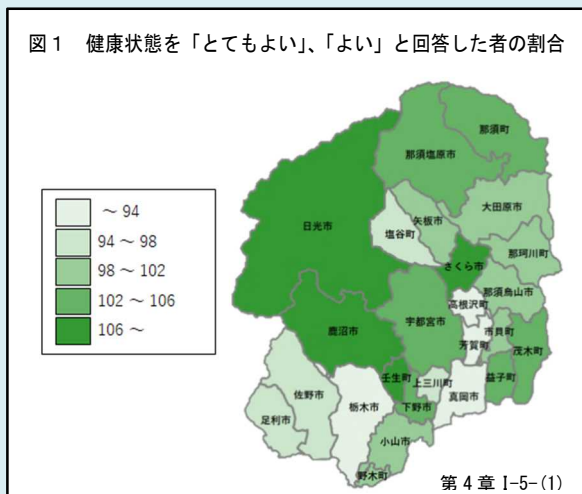 図1 健康状態を「とてもよい」、「よい」と回答した者の割合
那須町
那須塩原市
大田原市
日光市
矢板市
塩谷町
那珂川町
さくら市
那須烏山市
高根沢町
宇都宮市
市貝町
鹿沼市
芳賀町
茂木町
壬生町
上三川町
益子町
真岡市
下野市
栃木市
佐野市
足利市
小山市
野木町
~ 94
94 ~ 98
98 ~ 102
102 ~ 106
106 ~
第4章 I-5-(1)